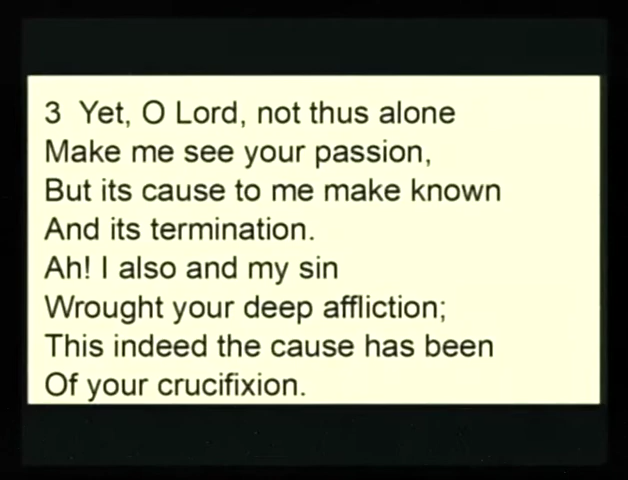 3 Yet, O Lord, not thus alone
Make me see your passion,
But its cause to me make known
And its termination.
Ah! I also and my sin
Wrought your deep affliction;
This indeed the cause has been
Of your crucifixion.